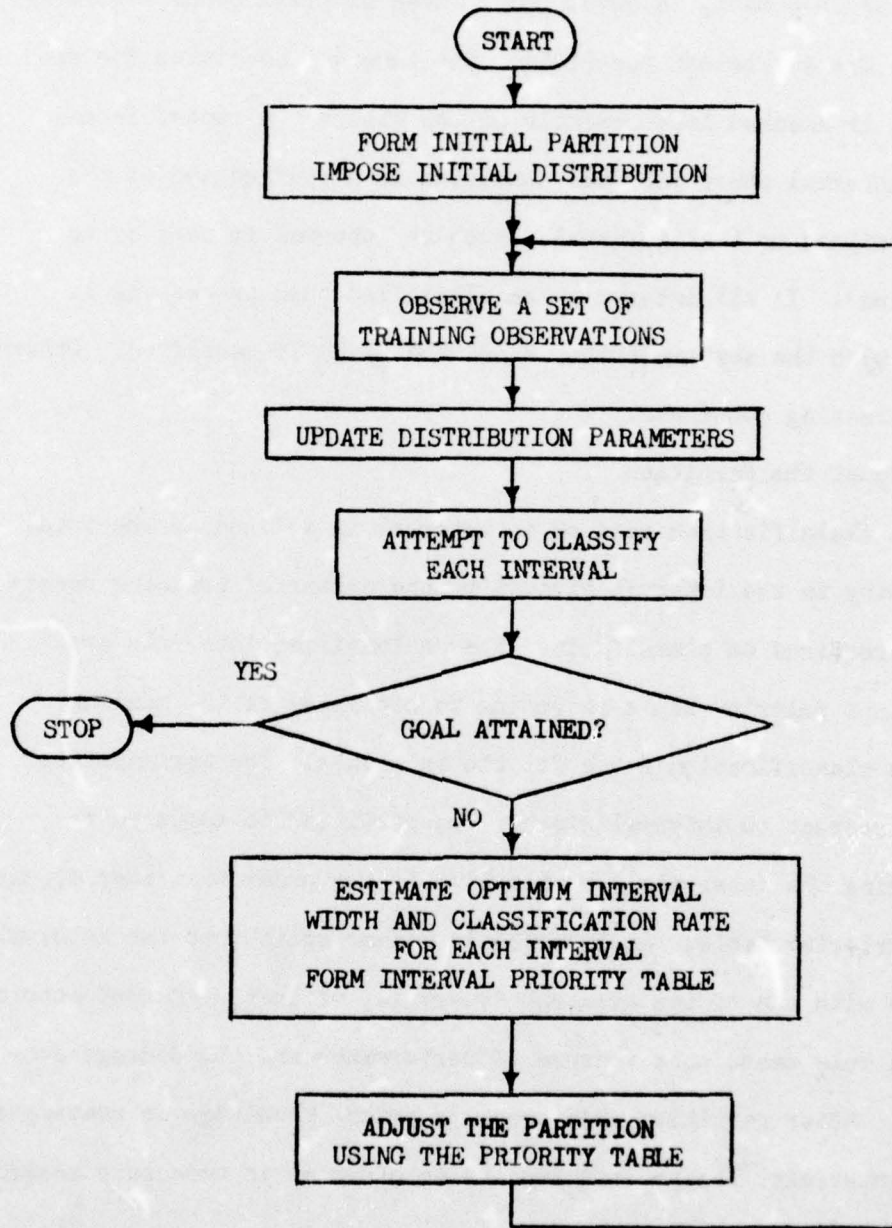 START
FORM INITIAL PARTITION
IMPOSE INITIAL DISTRIBUTION
OBSERVE A SET OF
TRAINING OBSERVATIONS
UPDATE DISTRIBUTION PARAMETERS
ATTEMPT TO CLASSIFY
EACH INTERVAL
YES
STOP
GOAL ATTAINED?
NO
ESTIMATE OPTIMUM INTERVAL
WIDTH AND CLASSIFICATION RATE
FOR EACH INTERVAL
FORM INTERVAL PRIORITY TABLE
ADJUST THE PARTITION
USING THE PRIORITY TABLE